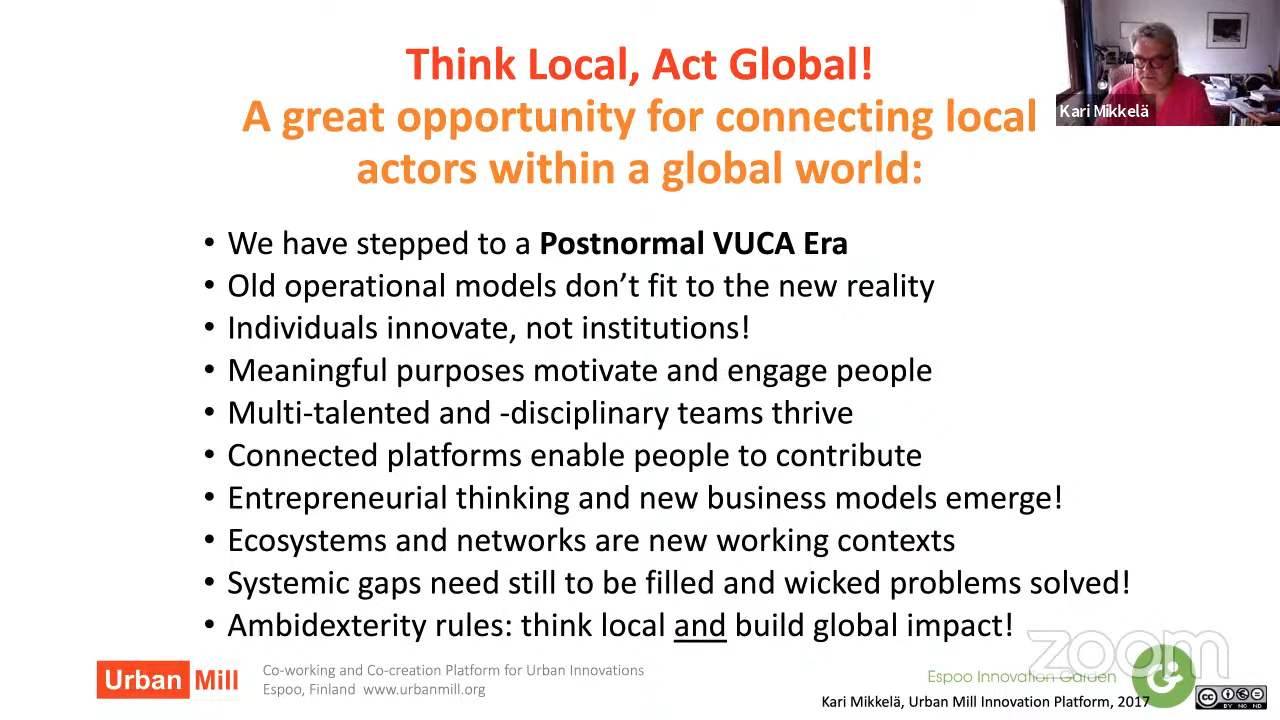 Think Local, Act Global!
A great opportunity for connecting local
actors within a global world:
Kari Mikkelä
• We have stepped to a Postnormal VUCA Era
• Old operational models don’t fit to the new reality
• Individuals innovate, not institutions!
• Meaningful purposes motivate and engage people
• Multi-talented and -disciplinary teams thrive
• Connected platforms enable people to contribute
• Entrepreneurial thinking and new business models emerge!
• Ecosystems and networks are new working contexts
• Systemic gaps need still to be filled and wicked problems solved!
• Ambidexterity rules: think local and build global impact!
zoom
Urban Mill
Co-working and Co-creation Platform for Urban Innovations
Espoo, Finland www.urbanmill.org
Espoo Innovation Garden
Kari Mikkelä, Urban Mill Innovation Platform, 2017
cc
BY NC ND